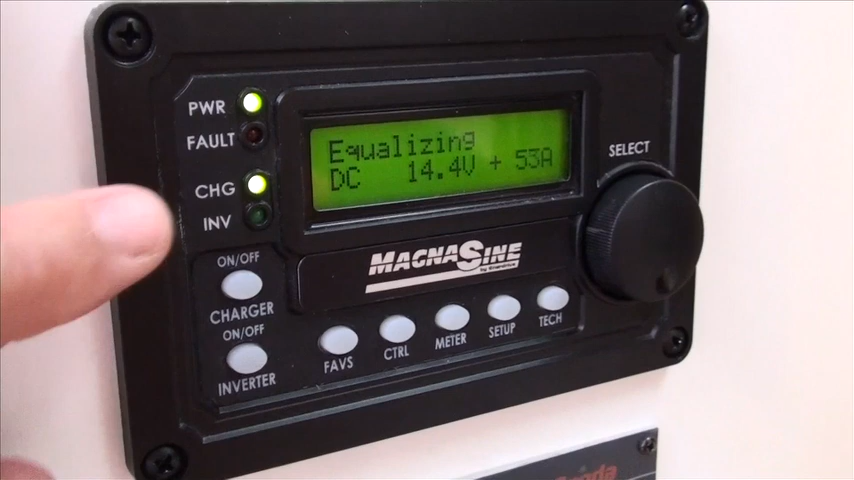 PWR
FAULT
CHG
INV
Equalizing
DC 14.4V + 53A
SELECT
MAGNASINE
ON/OFF
CHARGER
ON/OFF
INVERTER
FAVS
CTRL
METER
SETUP
TECH